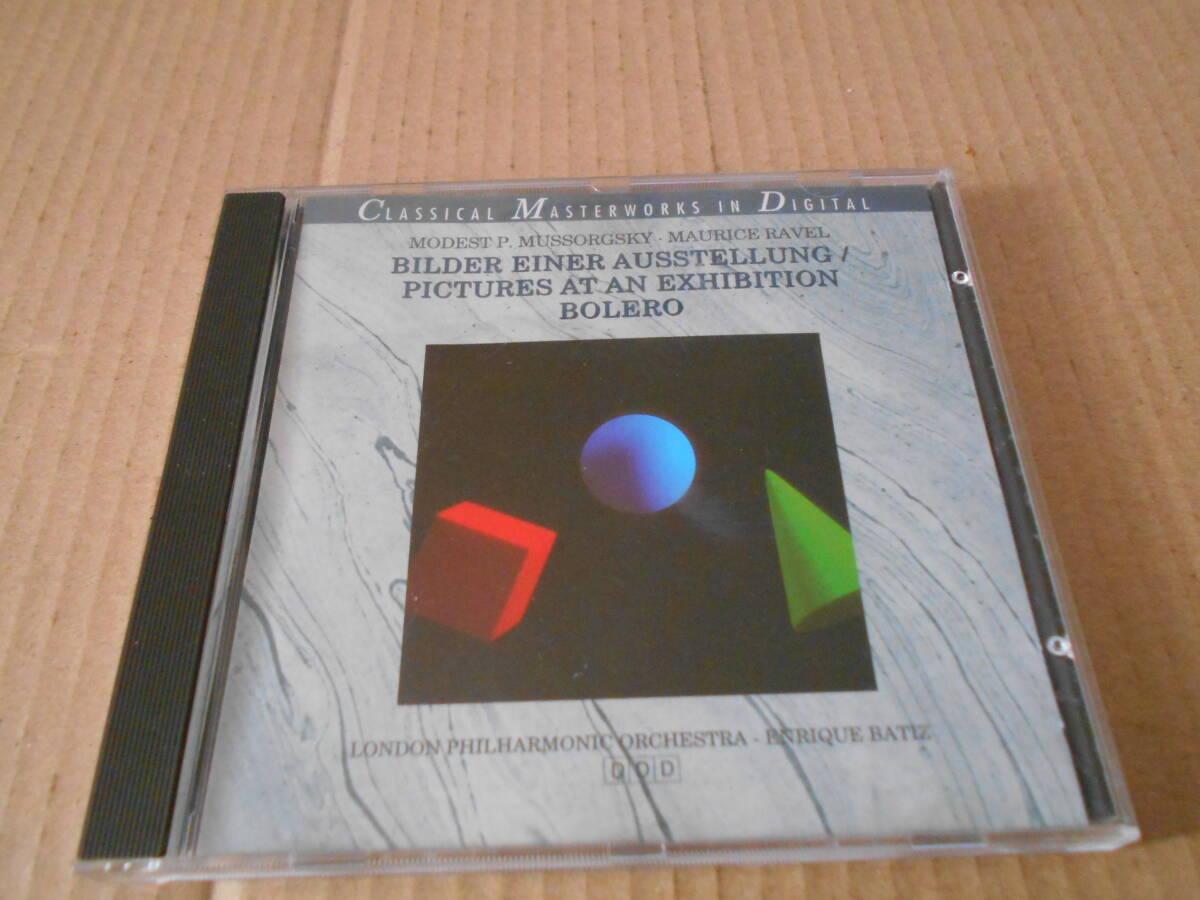 CLASSICAL MASTERWORKS IN DIGITAL
MODEST P. MUSSORGSKY · MAURICE RAVEL
BILDER EINER AUSSTELLUNG /
PICTURES AT AN EXHIBITION
BOLERO
LONDON PHILHARMONIC ORCHESTRA - ENRIQUE BATIZ
DDD